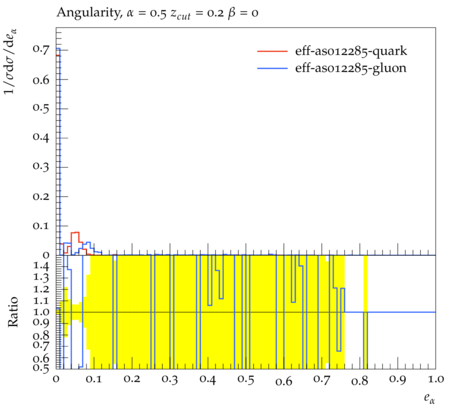 Angularity, α = 0.5 z_cut = 0.2 β = 0
1/σdσ/de_α
eff-as012285-quark
eff-as012285-gluon
0.7
0.6
0.5
0.4
0.3
0.2
0.1
0
Ratio
1.4
1.3
1.2
1.1
1.0
0.9
0.8
0.7
0.6
0.5
0 0.1 0.2 0.3 0.4 0.5 0.6 0.7 0.8 0.9 1.0
e_α